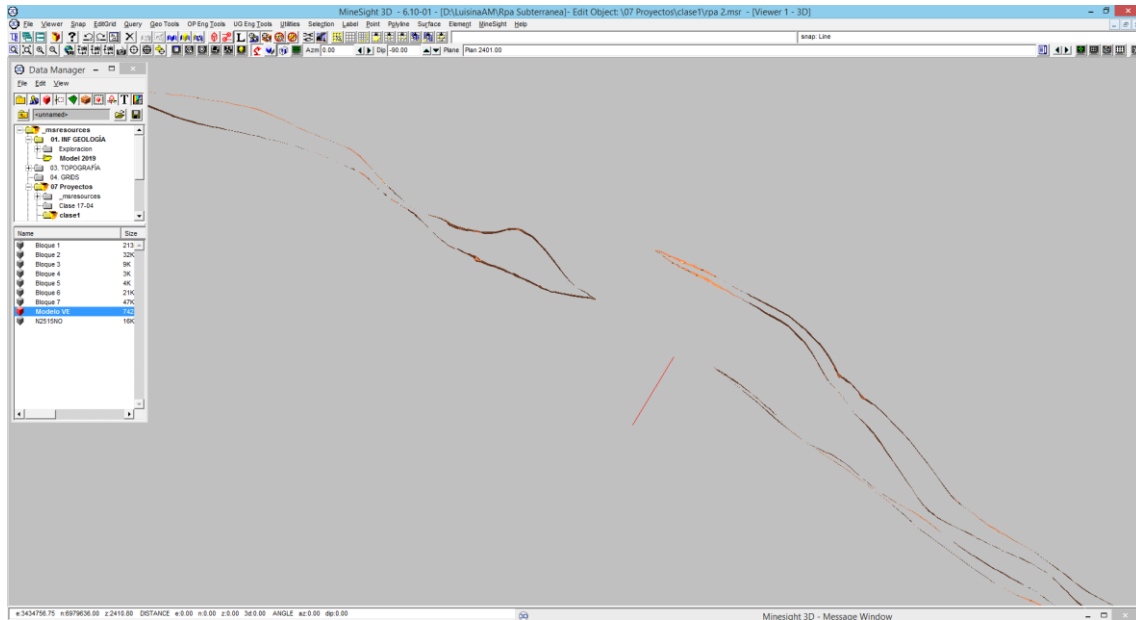 MineSight 3D - 6.10-01 - [D:\LuisinaAM\Rpa Subterranea]- Edit Object: \07 Proyectos\clase1\rpa 2.msr - [Viewer 1 - 3D]
File Viewer Snap EditGrid Query Geo Tools OP Eng Tools UG Eng Tools Utilities Selection Label Point Polyline Surface Element MineSight Help
snap: Line
Azm 0.00 Dip -90.00 Plane Plan 2401.00
Data Manager
File Edit View
<unnamed>
_msresources
01. INF GEOLOGÍA
Exploracion
Model 2019
03. TOPOGRAFÍA
04. GRIDS
07 Proyectos
_msresources
Clase 17-04
clase1
Name Size
Bloque 1 213
Bloque 2 32K
Bloque 3 9K
Bloque 4 3K
Bloque 5 4K
Bloque 6 21K
Bloque 7 47K
Modelo VE 742
N2515NO 16K
e:3434756.75 n:6979636.00 z:2410.80 DISTANCE e:0.00 n:0.00 z:0.00 3d:0.00 ANGLE az:0.00 dip:0.00
Minesight 3D - Message Window